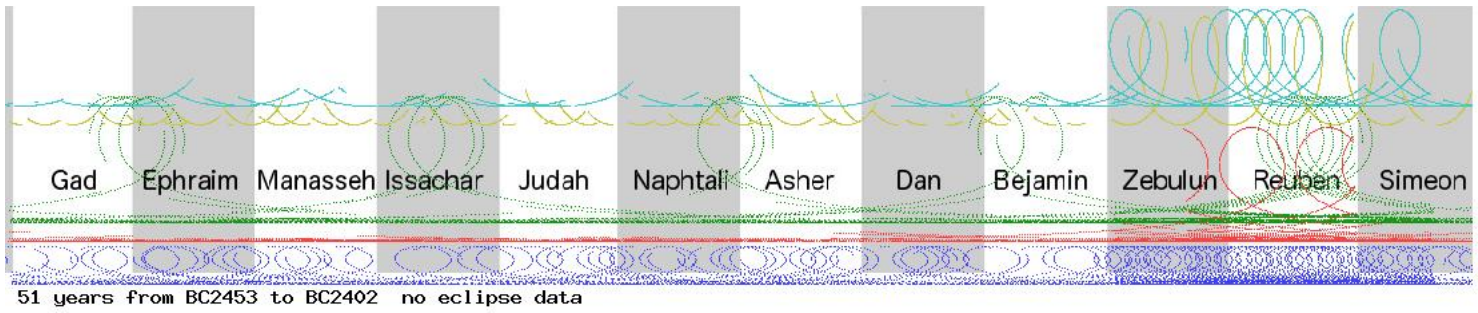 Gad Ephraim Manasseh Issachar Judah Naphtali Asher Dan Bejamin Zebulun Reuben Simeon
51 years from BC2453 to BC2402 no eclipse data